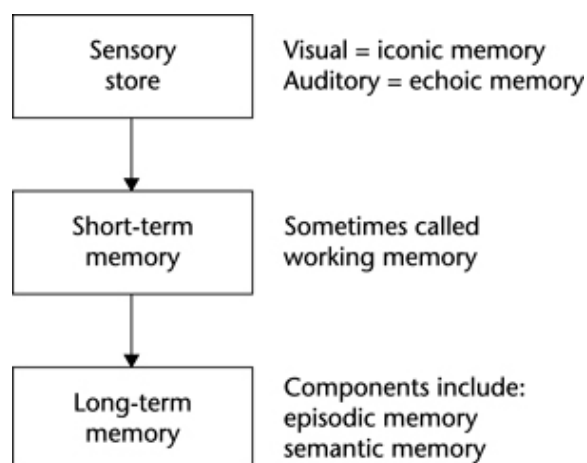 Sensory
store
Visual = iconic memory
Auditory = echoic memory
Short-term
memory
Sometimes called
working memory
Long-term
memory
Components include:
episodic memory
semantic memory